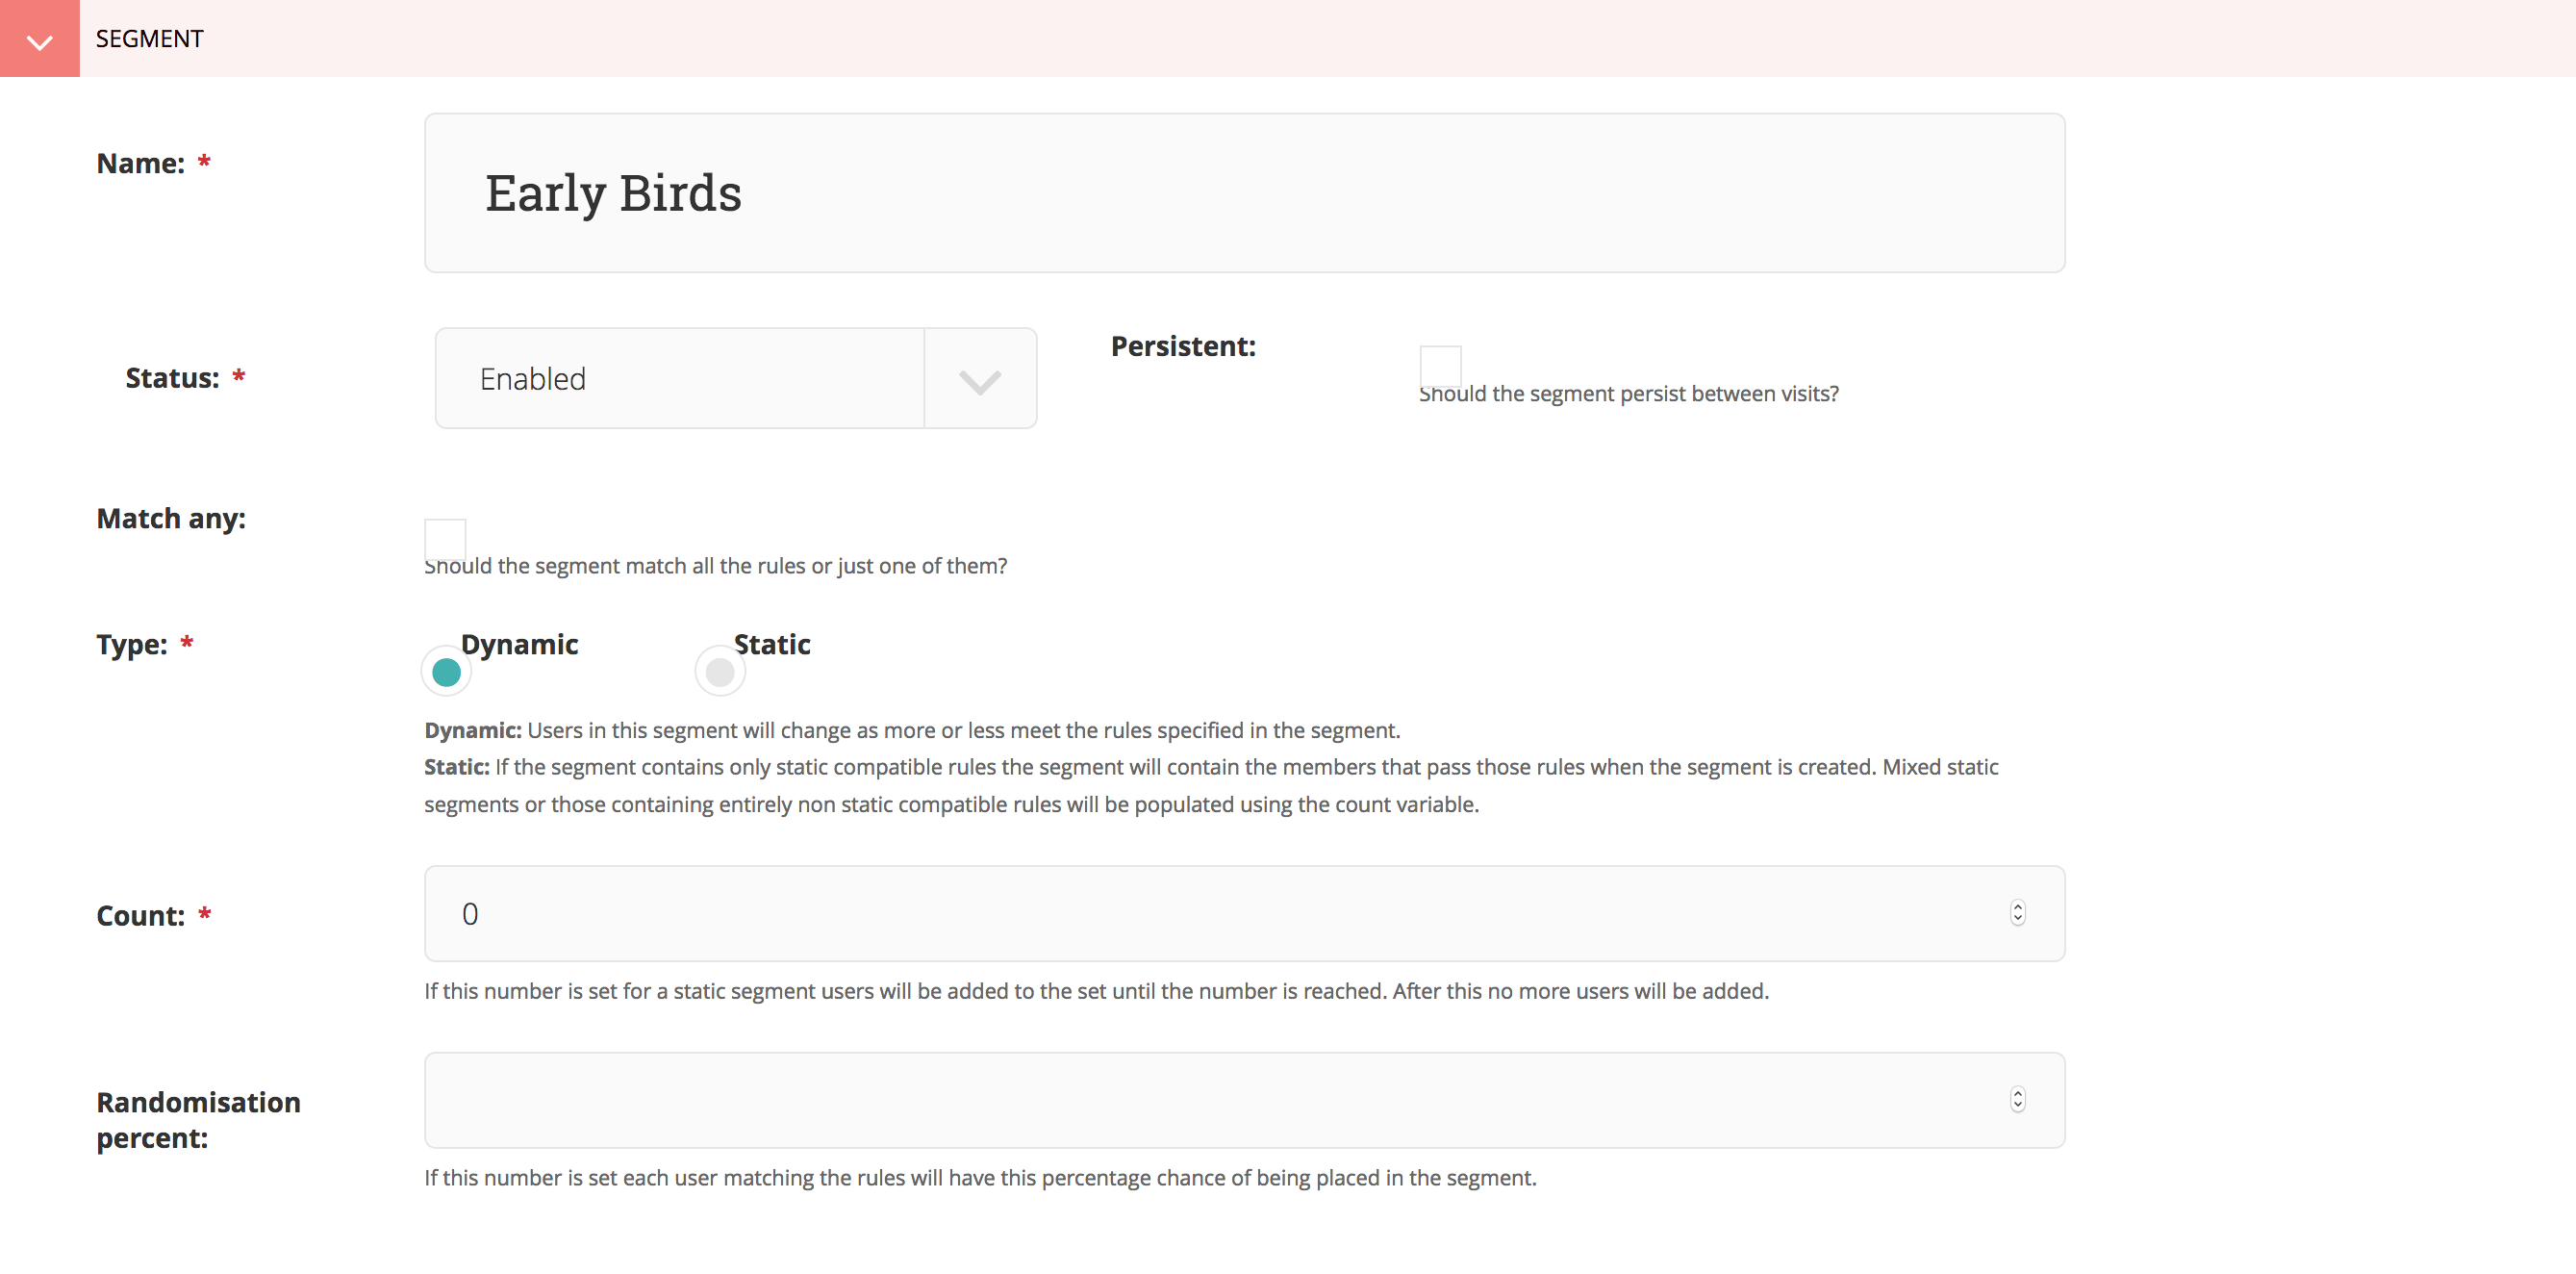 SEGMENT
Name: *
Early Birds
Status: *
Enabled
Persistent:
Should the segment persist between visits?
Match any:
Should the segment match all the rules or just one of them?
Type: *
Dynamic
Static
Dynamic: Users in this segment will change as more or less meet the rules specified in the segment.
Static: If the segment contains only static compatible rules the segment will contain the members that pass those rules when the segment is created. Mixed static
segments or those containing entirely non static compatible rules will be populated using the count variable.
Count: *
0
If this number is set for a static segment users will be added to the set until the number is reached. After this no more users will be added.
Randomisation
percent:
If this number is set each user matching the rules will have this percentage chance of being placed in the segment.